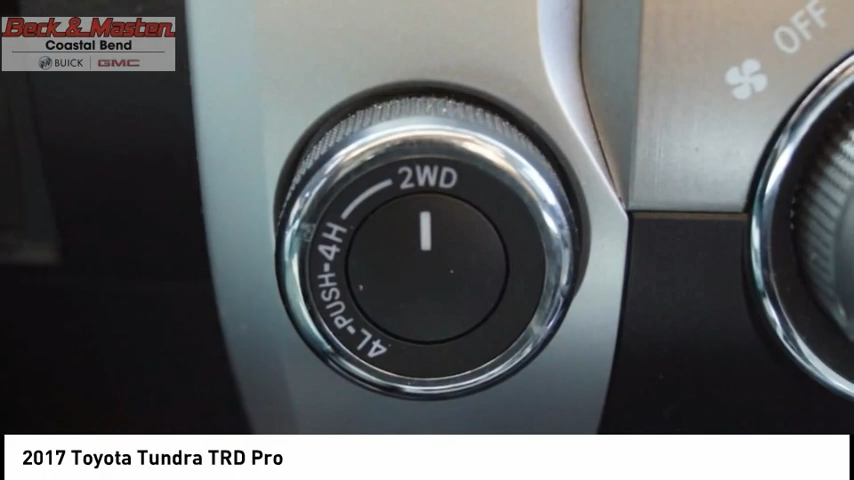 Beck & Masten
Coastal Bend
BUICK | GMC
OFF
2WD
4L-PUSH-4H
2017 Toyota Tundra TRD Pro